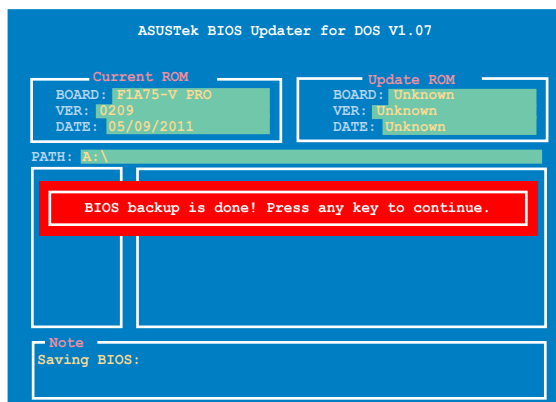 ASUSTek BIOS Updater for DOS V1.07
Current ROM
BOARD: F1A75-V PRO
VER: 0209
DATE: 05/09/2011
Update ROM
BOARD: Unknown
VER: Unknown
DATE: Unknown
PATH: A:\
BIOS backup is done! Press any key to continue.
Note
Saving BIOS: